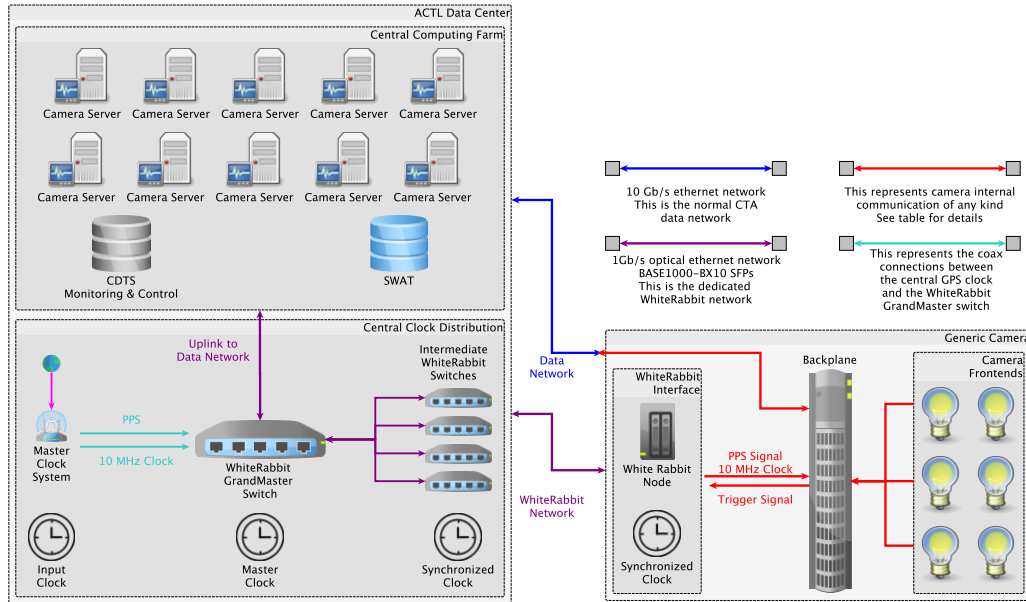 ACTL Data Center
Central Computing Farm
Camera Server
Camera Server
Camera Server
Camera Server
Camera Server
Camera Server
Camera Server
Camera Server
Camera Server
Camera Server
CDTS
Monitoring & Control
SWAT
10 Gb/s ethernet network
This is the normal CTA
data network
This represents camera internal
communication of any kind
See table for details
1Gb/s optical ethernet network
BASE1000-BX10 SFPs
This is the dedicated
WhiteRabbit network
This represents the coax
connections between
the central GPS clock
and the WhiteRabbit
GrandMaster switch
Central Clock Distribution
Uplink to
Data Network
Intermediate
WhiteRabbit
Switches
PPS
10 MHz Clock
Master
Clock
System
WhiteRabbit
GrandMaster
Switch
Input
Clock
Master
Clock
Synchronized
Clock
Data
Network
WhiteRabbit
Network
Generic Camera
WhiteRabbit
Interface
White Rabbit
Node
Synchronized
Clock
PPS Signal
10 MHz Clock
Trigger Signal
Backplane
Camera
Frontends